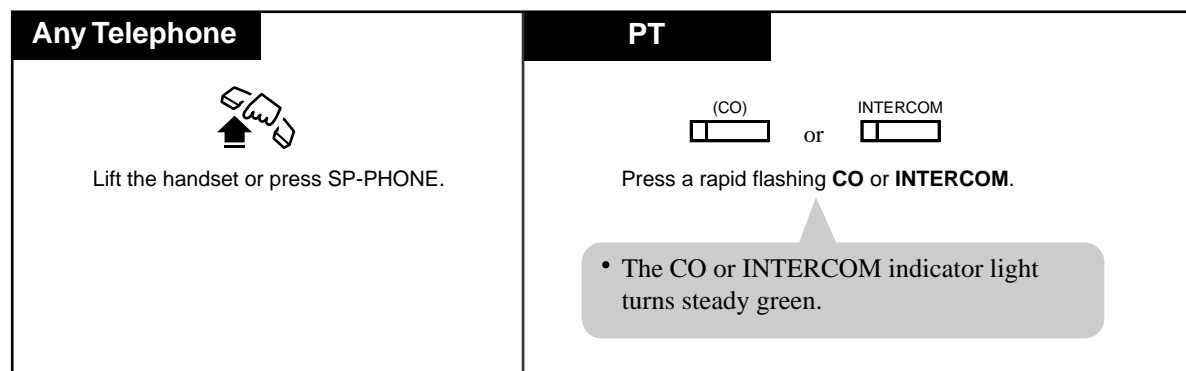 Any Telephone
Lift the handset or press SP-PHONE.
PT
(CO)
or
INTERCOM
Press a rapid flashing CO or INTERCOM.
• The CO or INTERCOM indicator light
turns steady green.